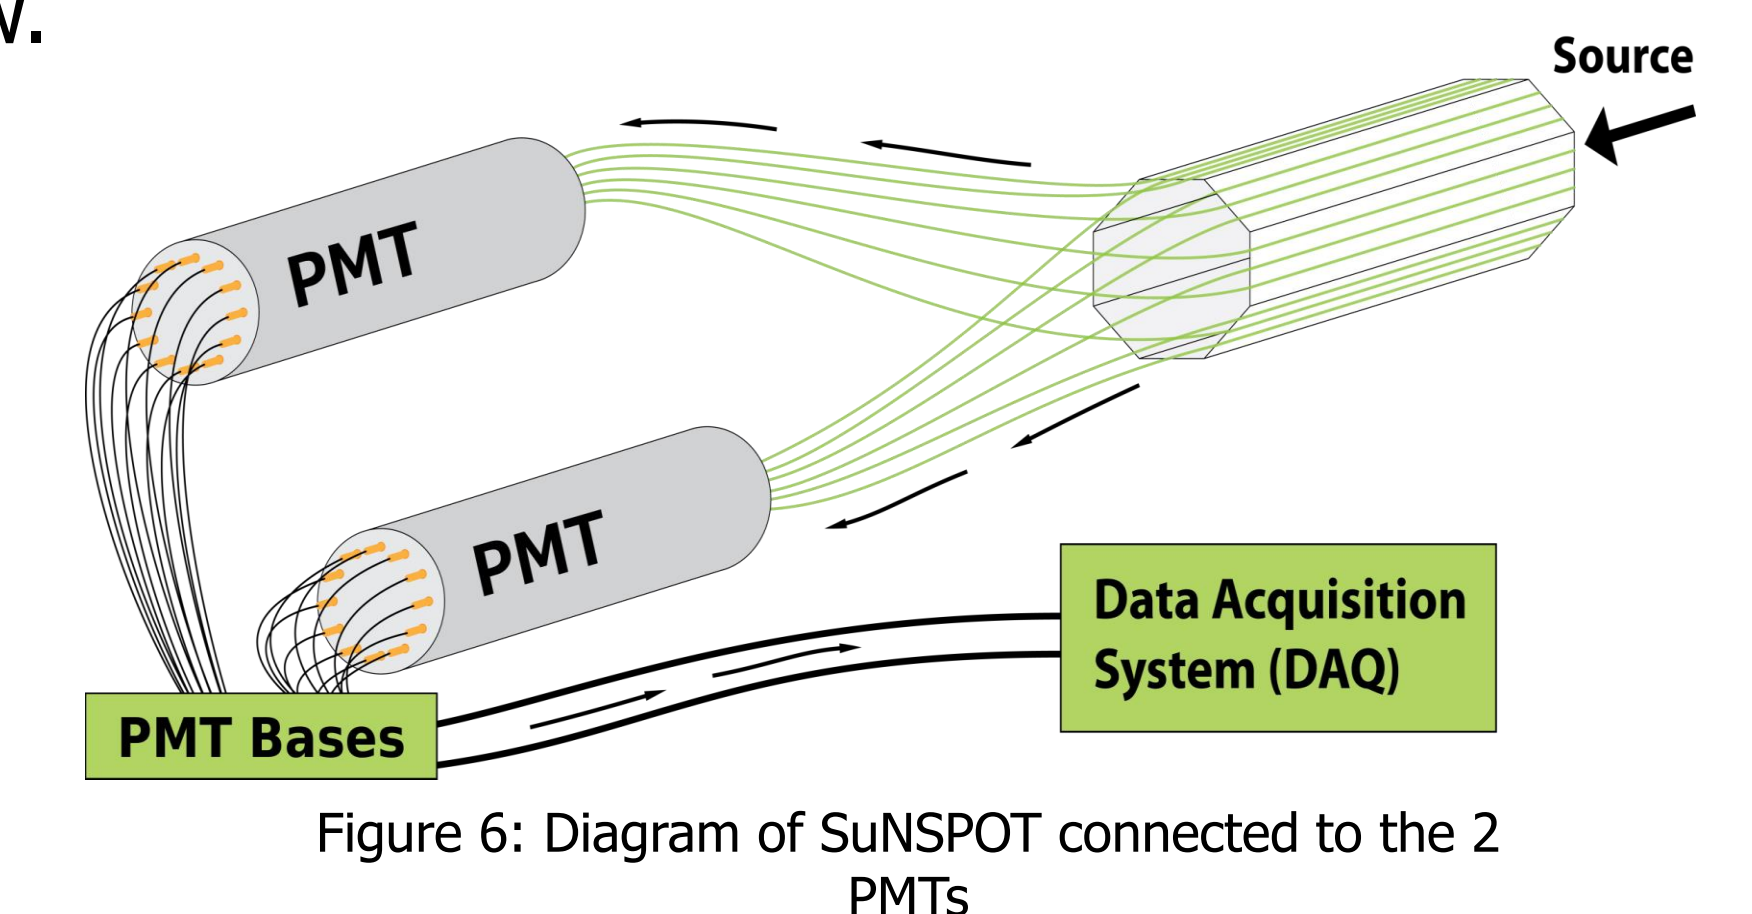 Source
PMT
PMT
Data Acquisition
System (DAQ)
PMT Bases
Figure 6: Diagram of SuNSPOT connected to the 2
PMTs